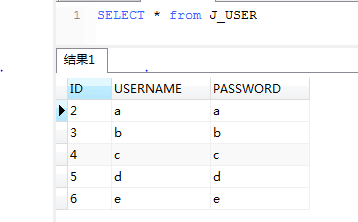 1 SELECT * from J_USER
结果1
ID USERNAME PASSWORD
2 a a
3 b b
4 c c
5 d d
6 e e